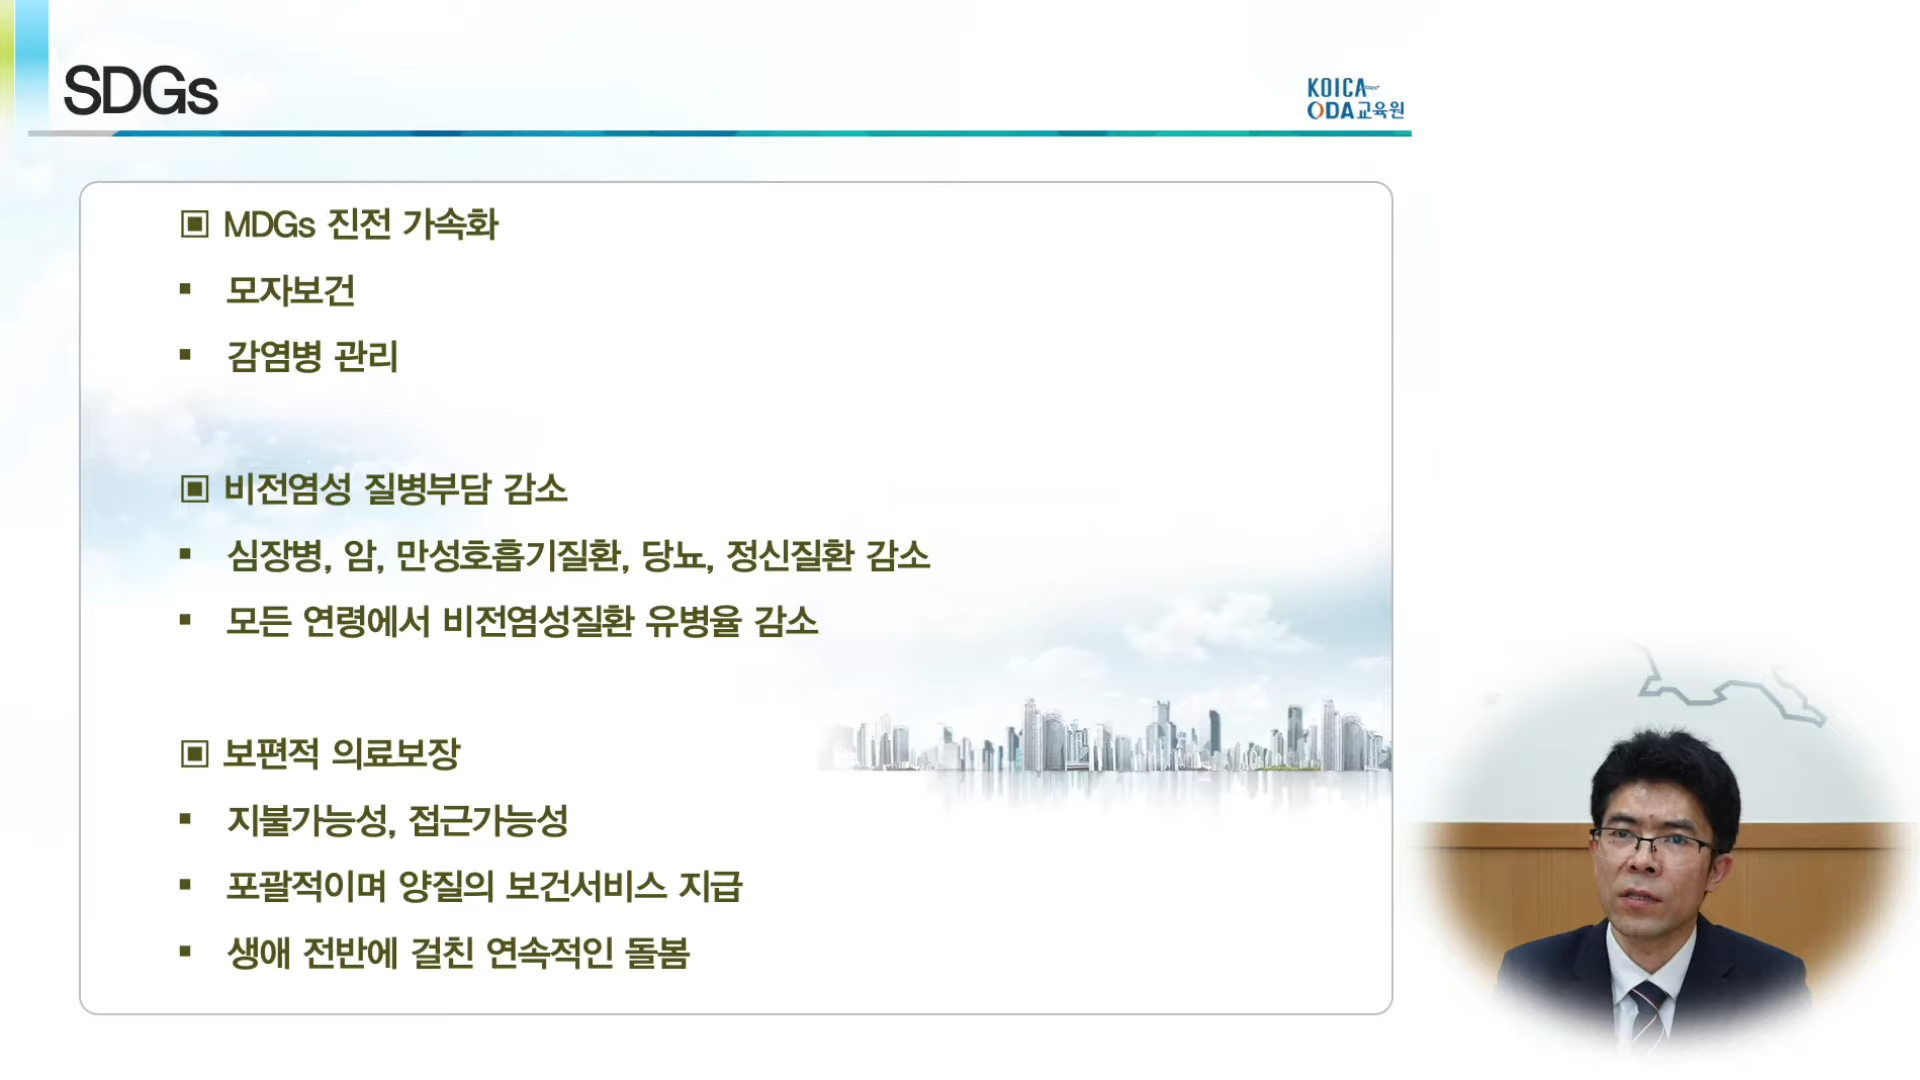 SDGs
KOICA
ODA교육원
▣ MDGs 진전 가속화
▪ 모자보건
▪ 감염병 관리
▣ 비전염성 질병부담 감소
▪ 심장병, 암, 만성호흡기질환, 당뇨, 정신질환 감소
▪ 모든 연령에서 비전염성질환 유병율 감소
▣ 보편적 의료보장
▪ 지불가능성, 접근가능성
▪ 포괄적이며 양질의 보건서비스 지급
▪ 생애 전반에 걸친 연속적인 돌봄